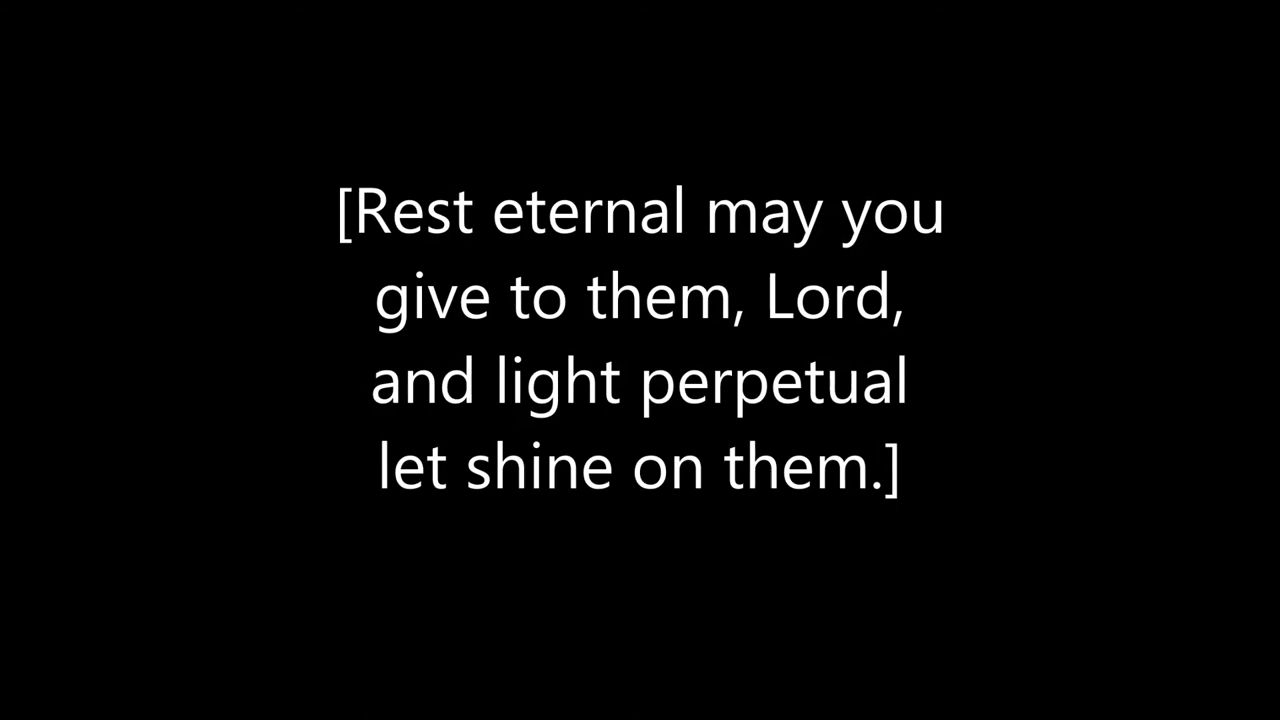 [Rest eternal may you
give to them, Lord,
and light perpetual
let shine on them.]